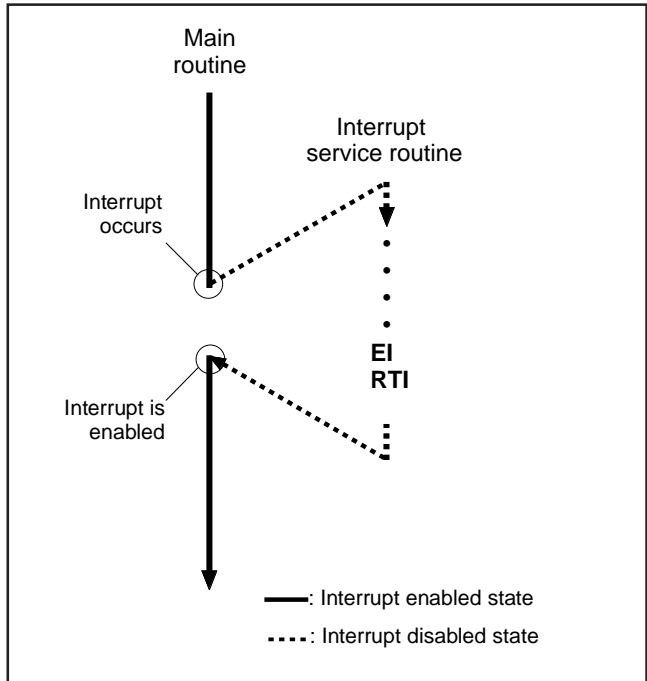 Main
routine
Interrupt
service routine
Interrupt
occurs
EI
RTI
Interrupt is
enabled
: Interrupt enabled state
: Interrupt disabled state